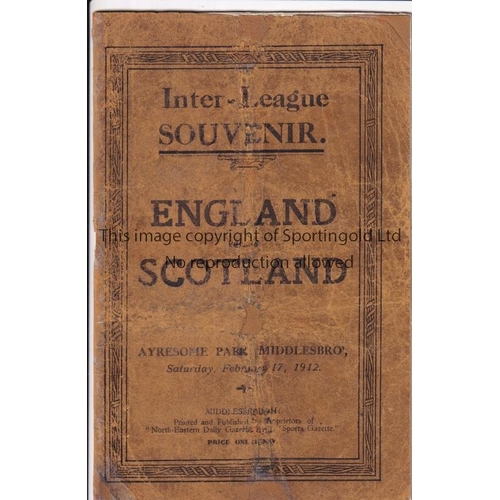 Inter-League
SOUVENIR.
ENGLAND
This image copyright of Sportingold Ltd
No reproduction allowed
SCOTLAND
AYRESOME PARK, MIDDLESBRO',
Saturday, February 17, 1912.
MIDDLESBROUGH:
Printed and Published by Proprietors of
"North-Eastern Daily Gazette and "Sports Gazette."
PRICE ONE PENNY.